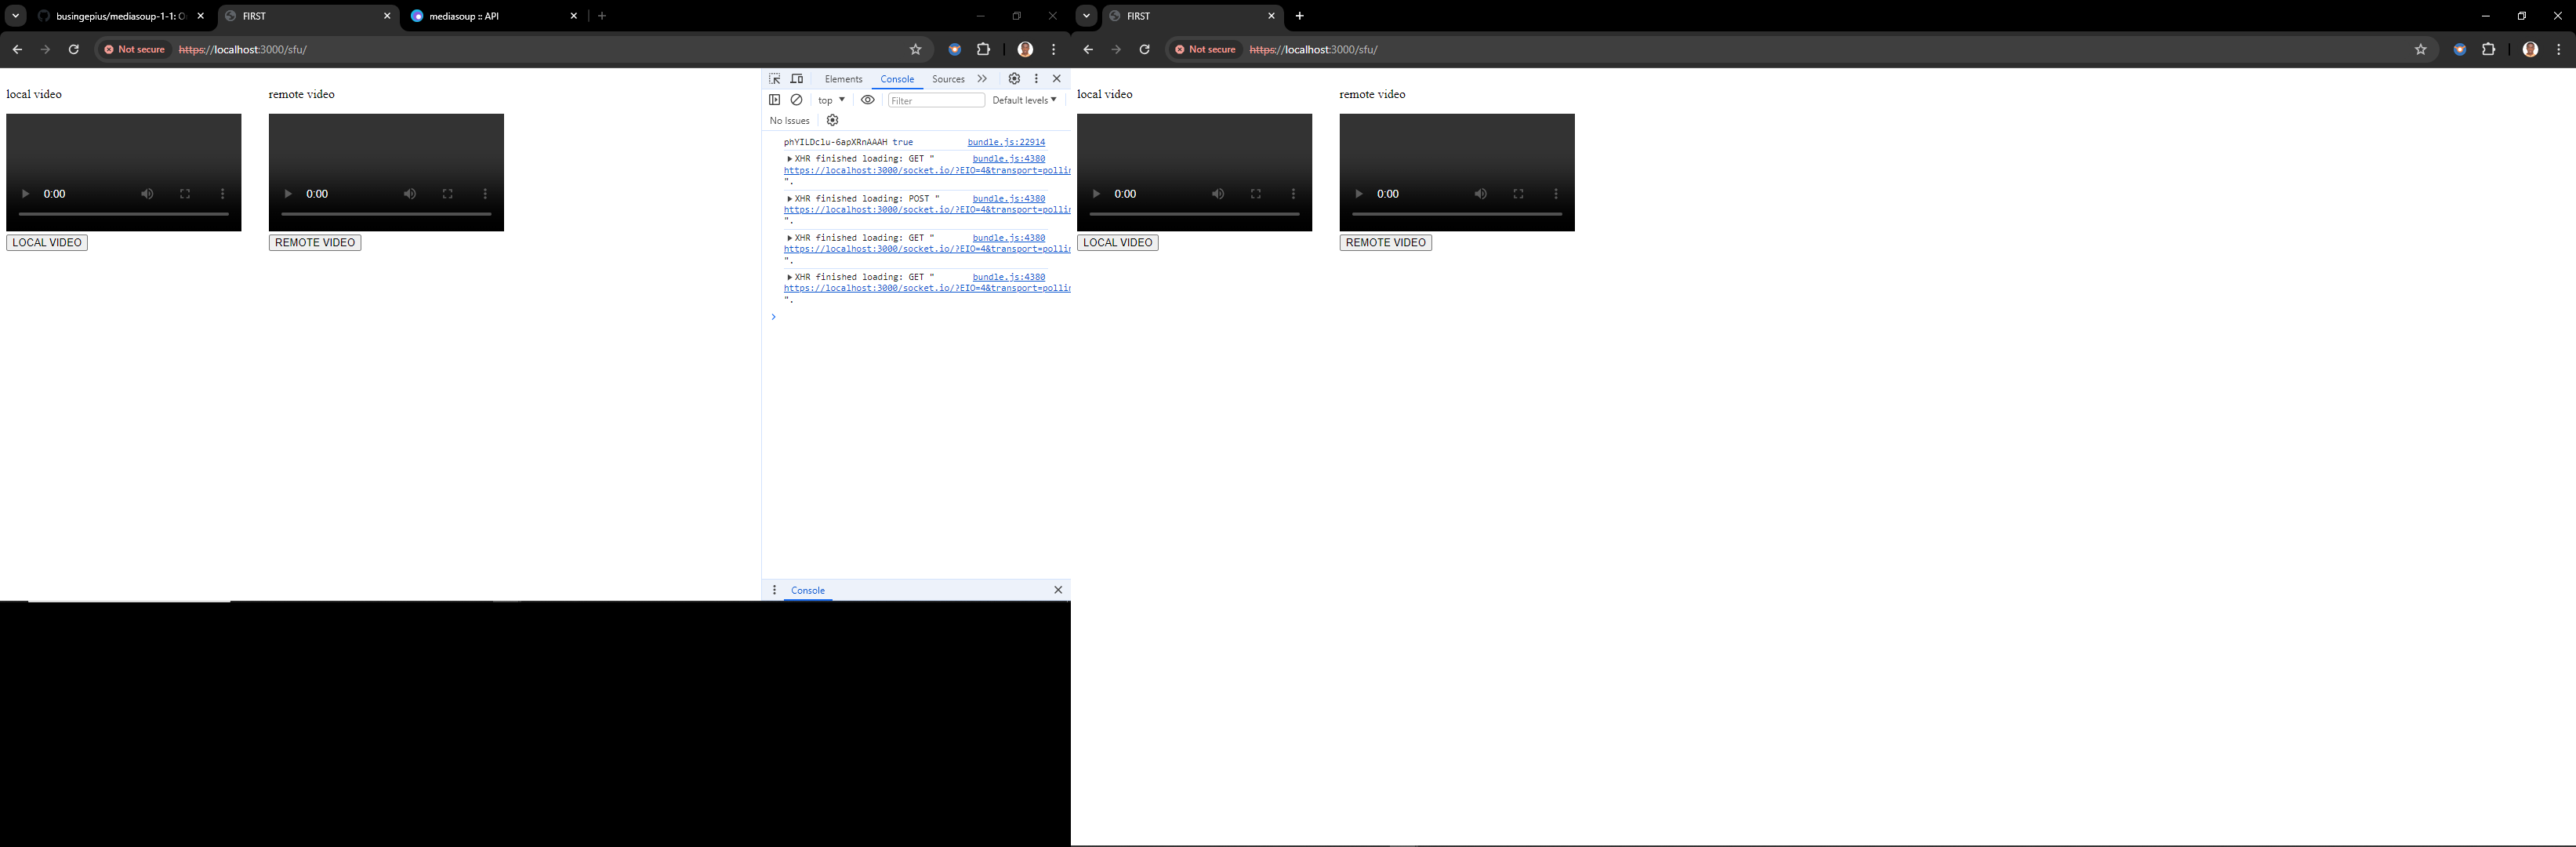 busingepius/mediasoup-1-1: O
FIRST
mediasoup :: API
Not secure https://localhost:3000/sfu/
local video
remote video
0:00
0:00
LOCAL VIDEO
REMOTE VIDEO
Elements Console Sources
top Filter Default levels
No Issues
phYILDclu-6apXRnAAAH true bundle.js:22914
XHR finished loading: GET " bundle.js:4380
https://localhost:3000/socket.io/?EIO=4&transport=pollin
".
XHR finished loading: POST " bundle.js:4380
https://localhost:3000/socket.io/?EIO=4&transport=pollin
".
XHR finished loading: GET " bundle.js:4380
https://localhost:3000/socket.io/?EIO=4&transport=pollin
".
XHR finished loading: GET " bundle.js:4380
https://localhost:3000/socket.io/?EIO=4&transport=pollin
".
Console
FIRST
Not secure https://localhost:3000/sfu/
local video
remote video
0:00
0:00
LOCAL VIDEO
REMOTE VIDEO